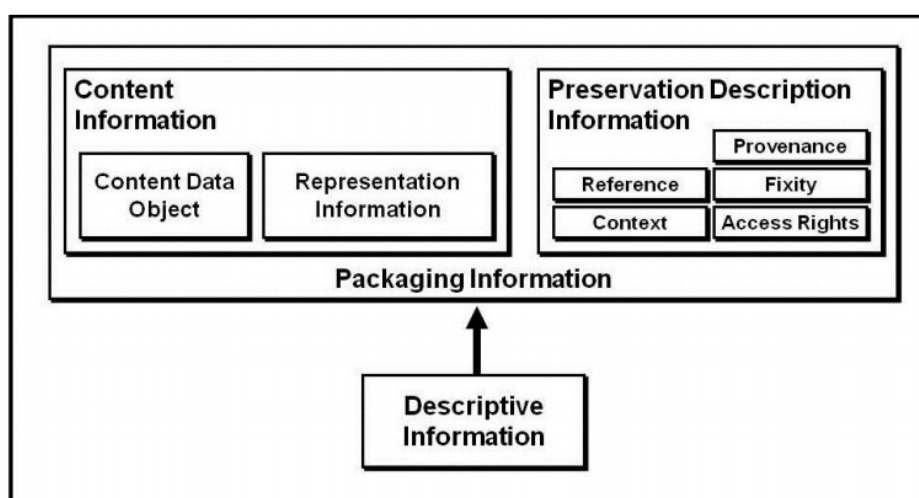 Content
Information
Content Data
Object
Representation
Information
Preservation Description
Information
Provenance
Reference
Fixity
Context
Access Rights
Packaging Information
Descriptive
Information